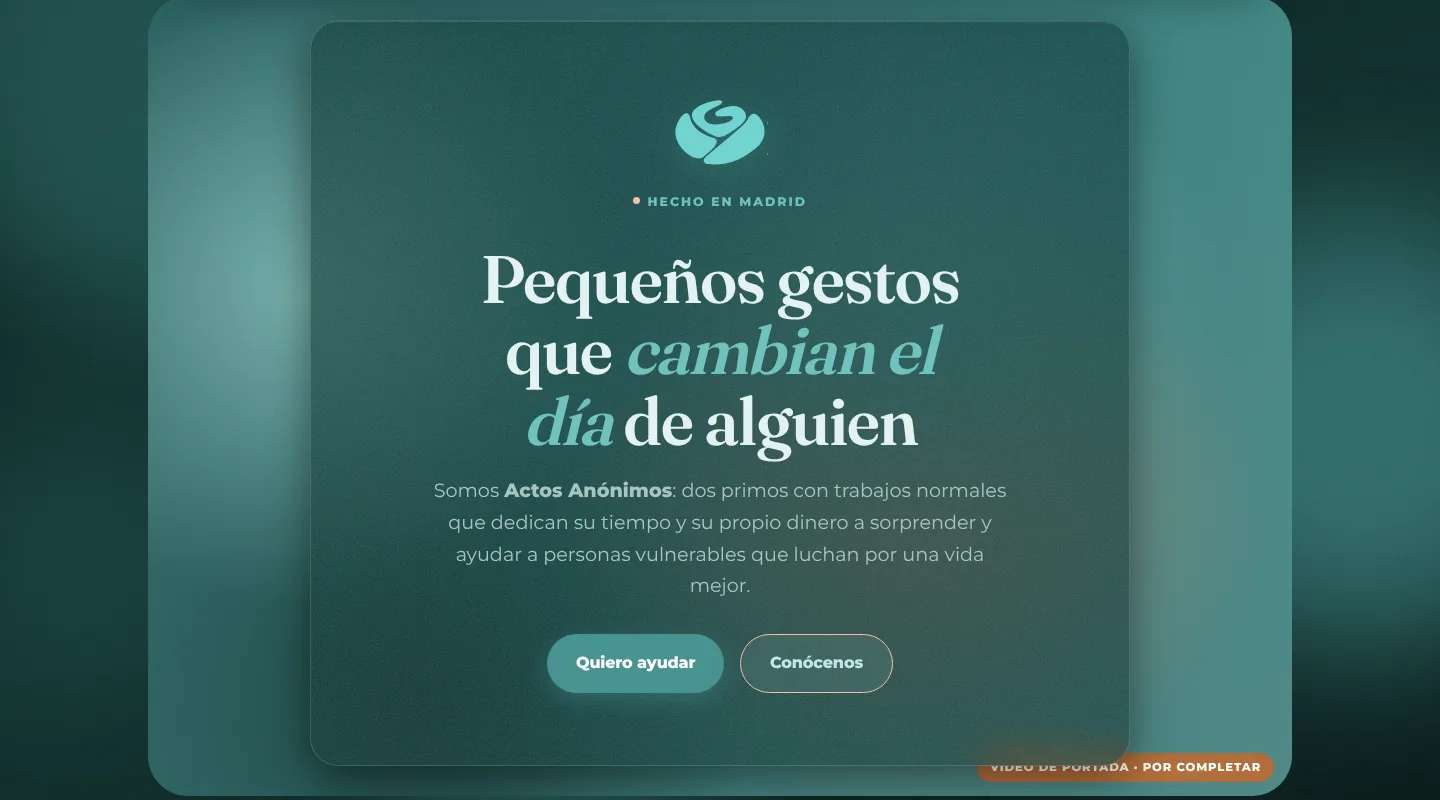 HECHO EN MADRID
Pequeños gestos
que cambian el
día de alguien
Somos Actos Anónimos: dos primos con trabajos normales
que dedican su tiempo y su propio dinero a sorprender y
ayudar a personas vulnerables que luchan por una vida
mejor.
Quiero ayudar
Conócenos
VÍDEO DE PORTADA · POR COMPLETAR